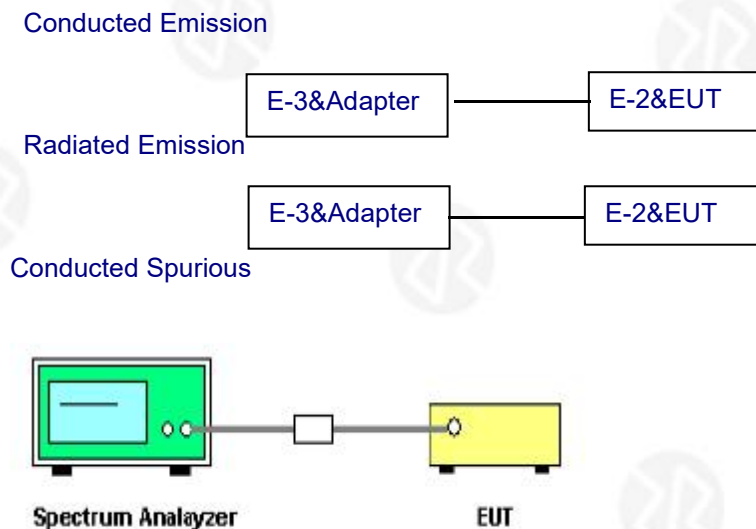 Conducted Emission
E-3&Adapter E-2&EUT
Radiated Emission
E-3&Adapter E-2&EUT
Conducted Spurious
Spectrum Analayzer EUT